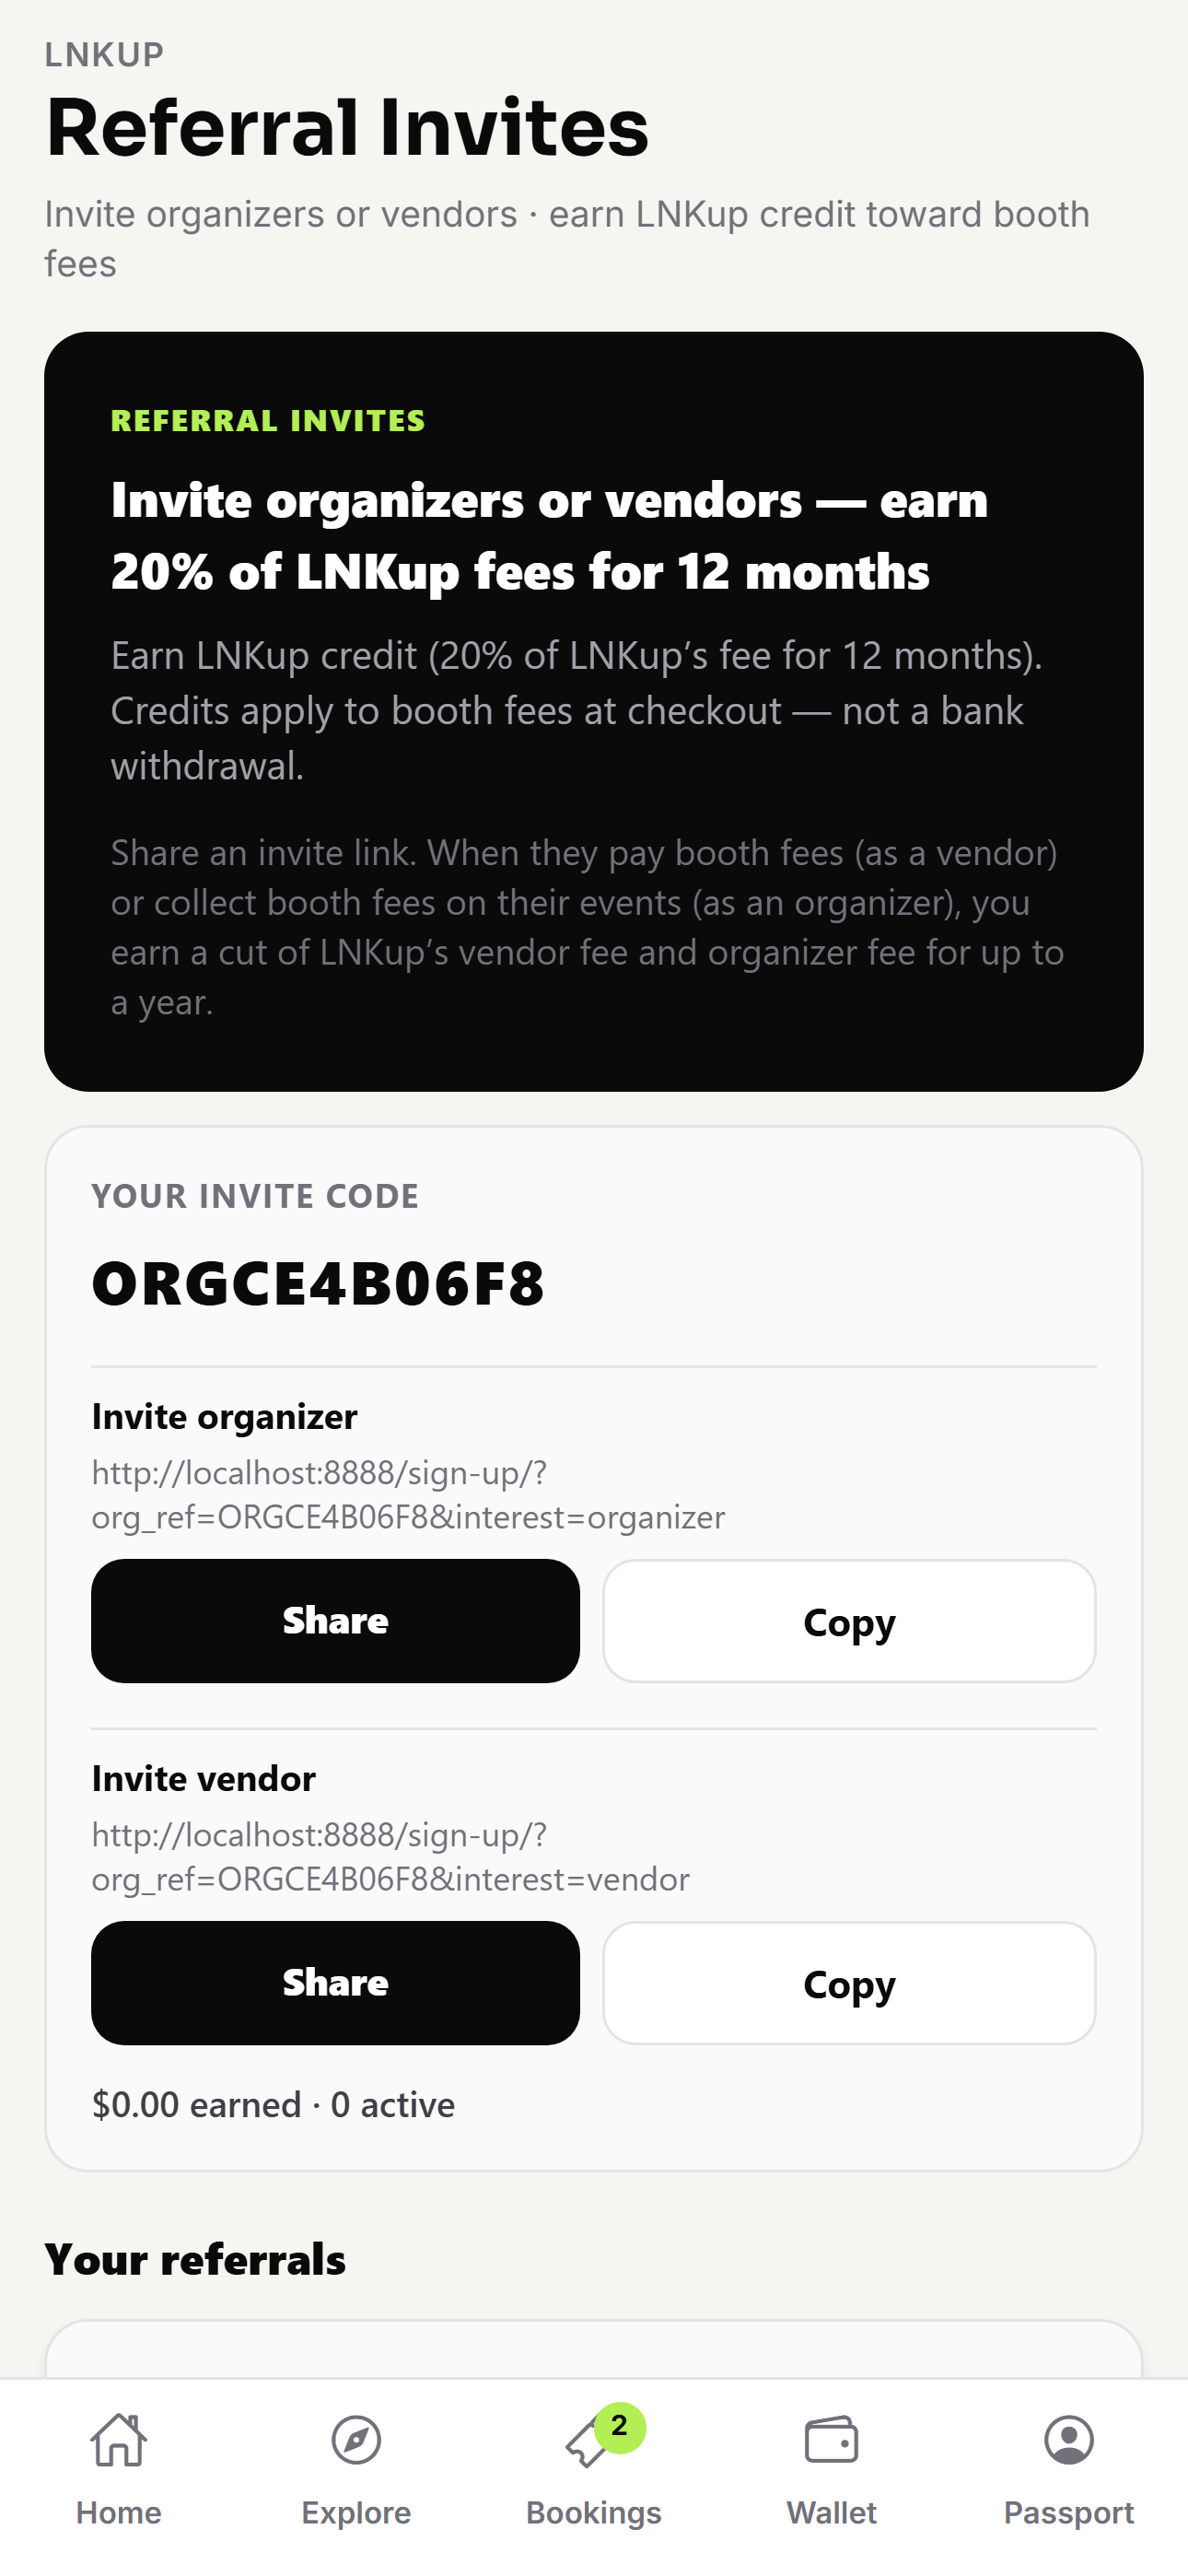 LNKUP
Referral Invites
Invite organizers or vendors · earn LNKup credit toward booth
fees
REFERRAL INVITES
Invite organizers or vendors — earn
20% of LNKup fees for 12 months
Earn LNKup credit (20% of LNKup’s fee for 12 months).
Credits apply to booth fees at checkout — not a bank
withdrawal.
Share an invite link. When they pay booth fees (as a vendor)
or collect booth fees on their events (as an organizer), you
earn a cut of LNKup’s vendor fee and organizer fee for up to
a year.
YOUR INVITE CODE
ORGCE4B06F8
Invite organizer
http://localhost:8888/sign-up/?
org_ref=ORGCE4B06F8&interest=organizer
Share
Copy
Invite vendor
http://localhost:8888/sign-up/?
org_ref=ORGCE4B06F8&interest=vendor
Share
Copy
$0.00 earned · 0 active
Your referrals
2
Home
Explore
Bookings
Wallet
Passport